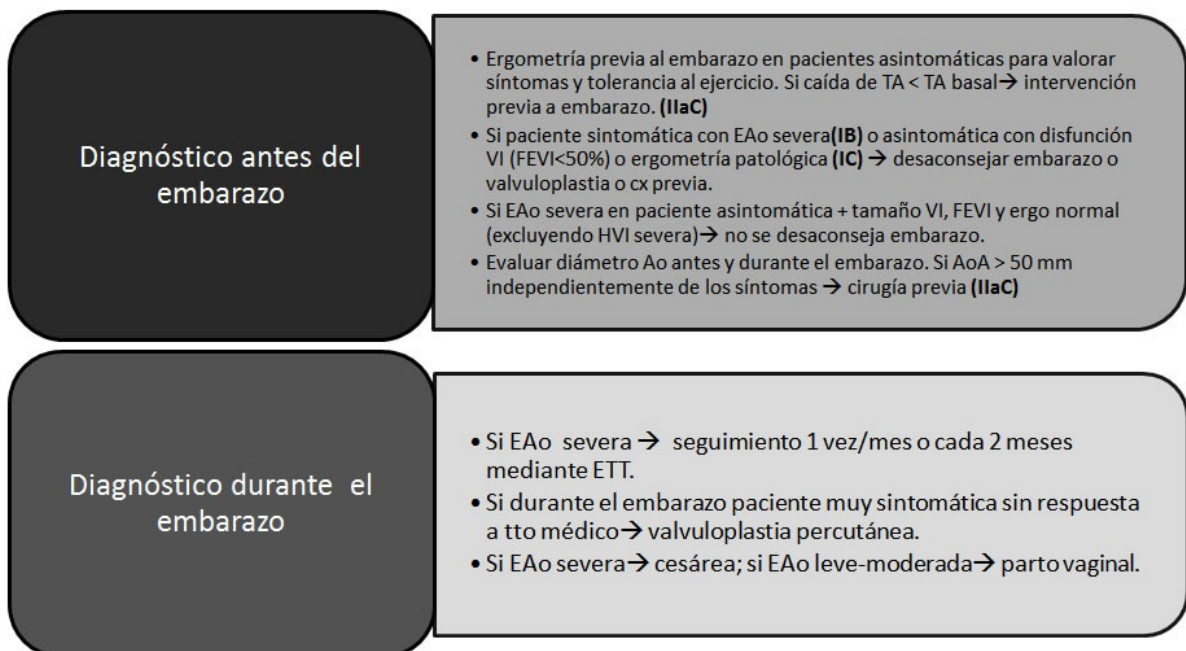 Diagnóstico antes del
embarazo
• Ergometría previa al embarazo en pacientes asintomáticas para valorar
síntomas y tolerancia al ejercicio. Si caída de TA < TA basal→ intervención
previa a embarazo. (IIaC)
• Si paciente sintomática con EAo severa(IB) o asintomática con disfunción
VI (FEVI<50%) o ergometría patológica (IC) → desaconsejar embarazo o
valvuloplastia o cx previa.
• Si EAo severa en paciente asintomática + tamaño VI, FEVI y ergo normal
(excluyendo HVI severa)→ no se desaconseja embarazo.
• Evaluar diámetro Ao antes y durante el embarazo. Si AoA > 50 mm
independientemente de los síntomas → cirugía previa (IIaC)
Diagnóstico durante el
embarazo
• Si EAo severa → seguimiento 1 vez/mes o cada 2 meses
mediante ETT.
• Si durante el embarazo paciente muy sintomática sin respuesta
a tto médico→ valvuloplastia percutánea.
• Si EAo severa→ cesárea; si EAo leve-moderada→ parto vaginal.